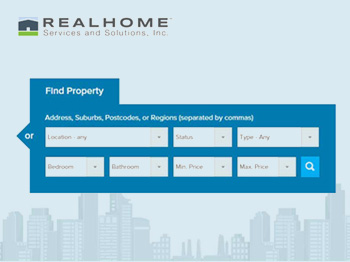 REALHOME
Services and Solutions, Inc.
Find Property
Address, Suburbs, Postcodes, or Regions (separated by commas)
or
Location - any
Status
Type - Any
Bedroom
Bathroom
Min. Price
Max. Price